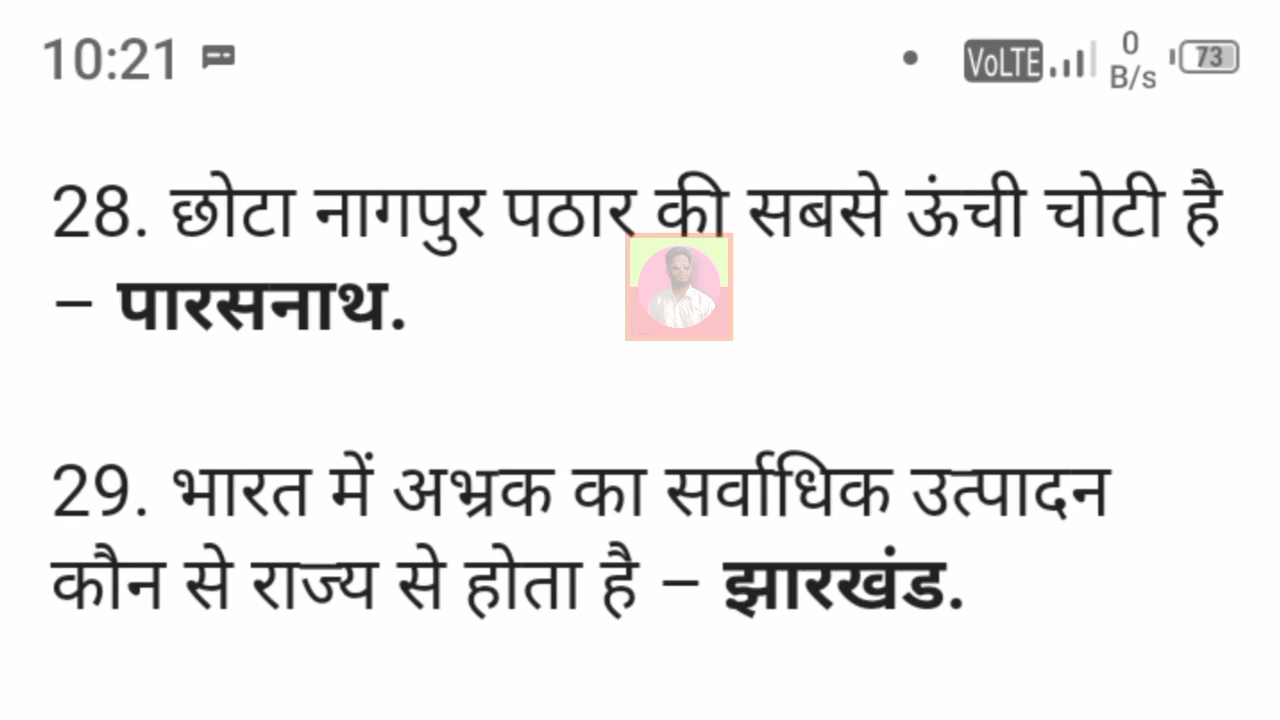 10:21
VoLTE
0
B/s
73
28. छोटा नागपुर पठार की सबसे ऊंची चोटी है
– पारसनाथ.
29. भारत में अभ्रक का सर्वाधिक उत्पादन
कौन से राज्य से होता है – झारखंड.